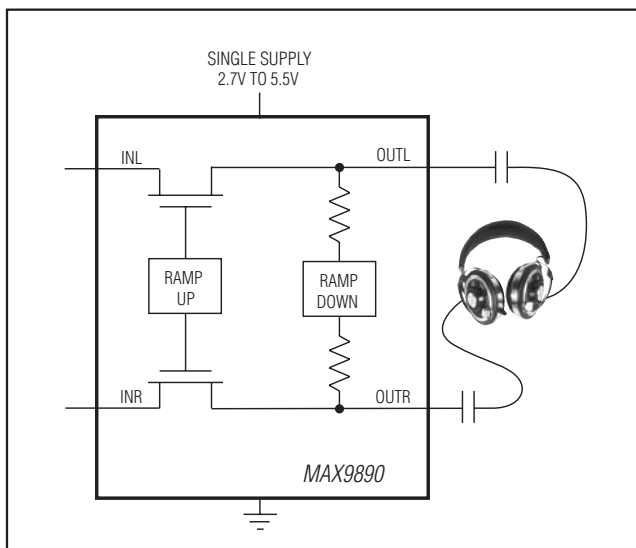 SINGLE SUPPLY
2.7V TO 5.5V
INL
OUTL
RAMP
UP
RAMP
DOWN
INR
OUTR
MAX9890